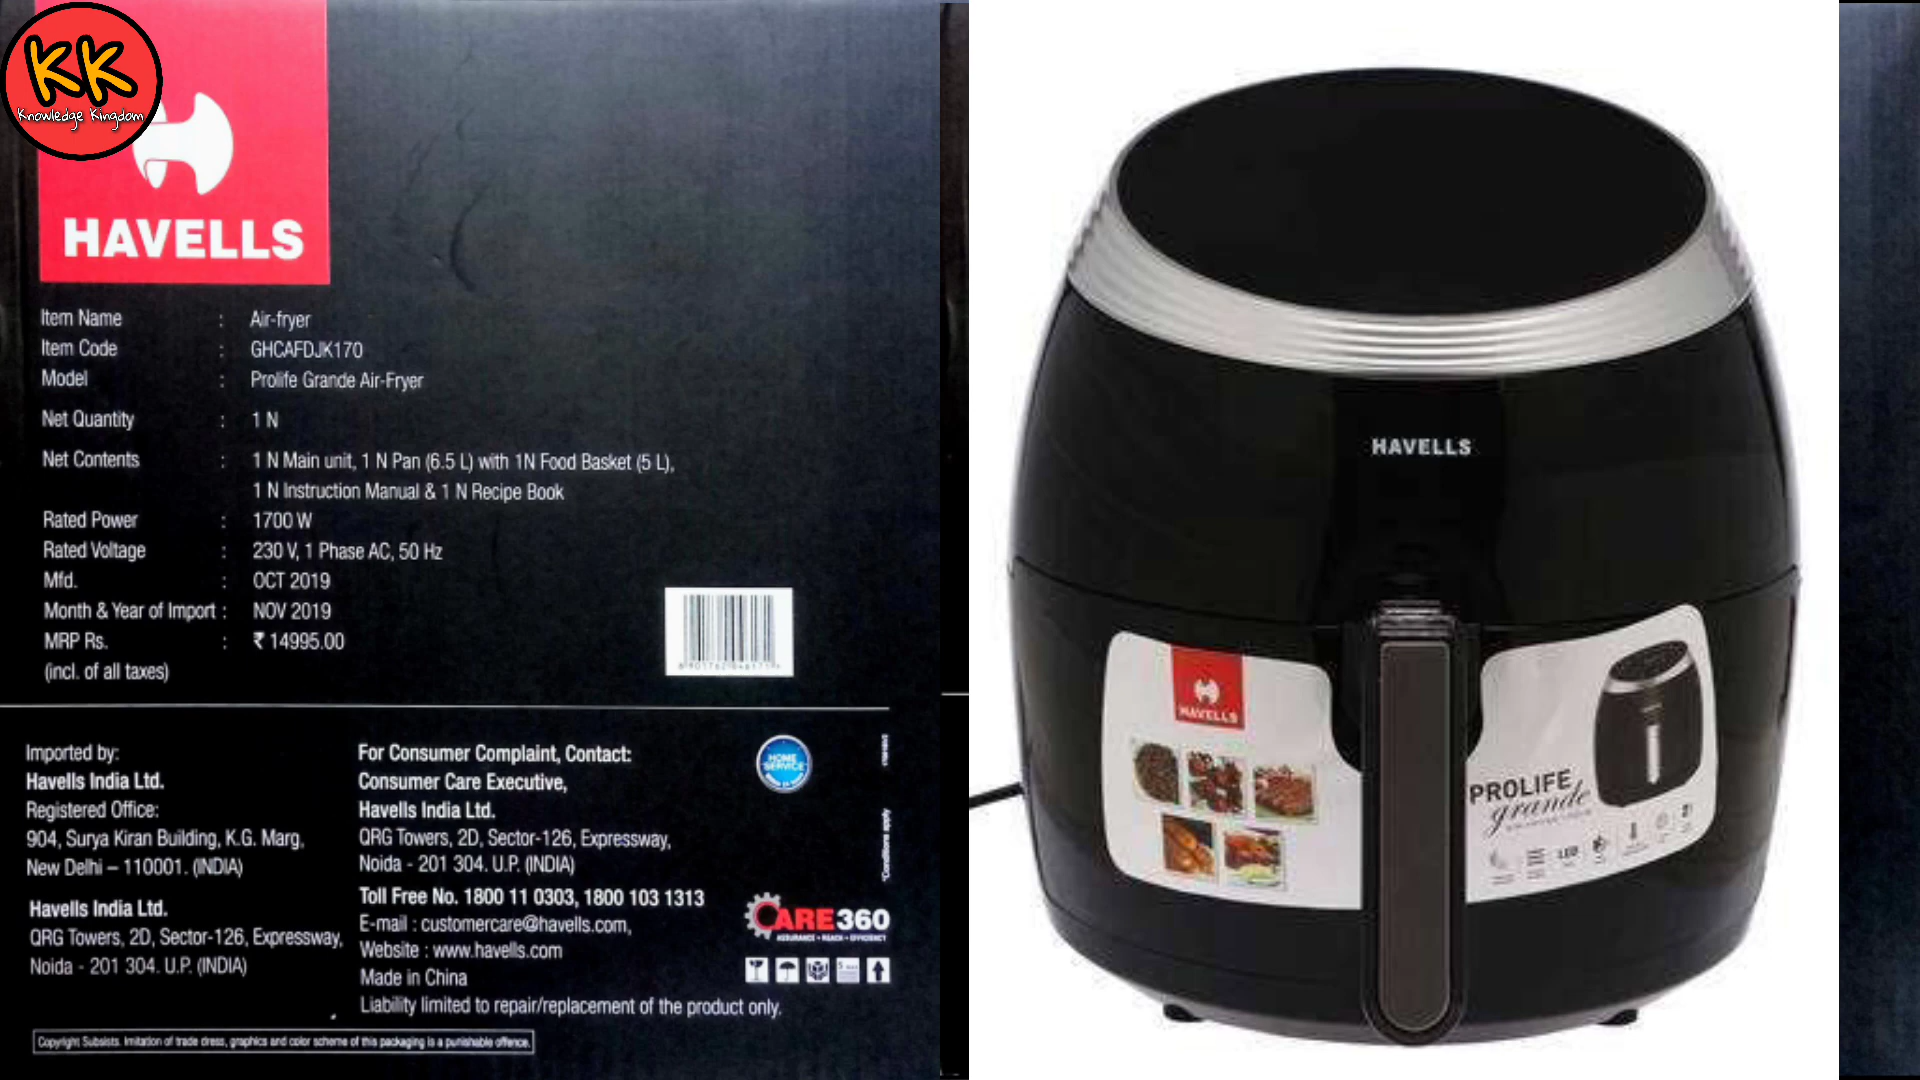 KK
Knowledge Kingdom
HAVELLS
Item Name : Air-fryer
Item Code : GHCAFDJK170
Model : Prolife Grande Air-Fryer
Net Quantity : 1 N
Net Contents : 1 N Main unit, 1 N Pan (6.5 L) with 1N Food Basket (5 L),
1 N Instruction Manual & 1 N Recipe Book
Rated Power : 1700 W
Rated Voltage : 230 V, 1 Phase AC, 50 Hz
Mfd. : OCT 2019
Month & Year of Import : NOV 2019
MRP Rs. : ₹ 14995.00
(incl. of all taxes)
Imported by:
Havells India Ltd.
Registered Office:
904, Surya Kiran Building, K.G. Marg,
New Delhi – 110001. (INDIA)
Havells India Ltd.
QRG Towers, 2D, Sector-126, Expressway,
Noida - 201 304. U.P. (INDIA)
For Consumer Complaint, Contact:
Consumer Care Executive,
Havells India Ltd.
QRG Towers, 2D, Sector-126, Expressway,
Noida - 201 304. U.P. (INDIA)
Toll Free No. 1800 11 0303, 1800 103 1313
E-mail : customercare@havells.com,
Website : www.havells.com
Made in China
Liability limited to repair/replacement of the product only.
HOME
SERVICE
*Conditions apply
CARE360
ASSURANCE • REACH • EFFICIENCY
Copyright Subsists. Imitation of trade dress, graphics and color scheme of this packaging is a punishable offence.
HAVELLS
HAVELLS
PROLIFE
grande
LED